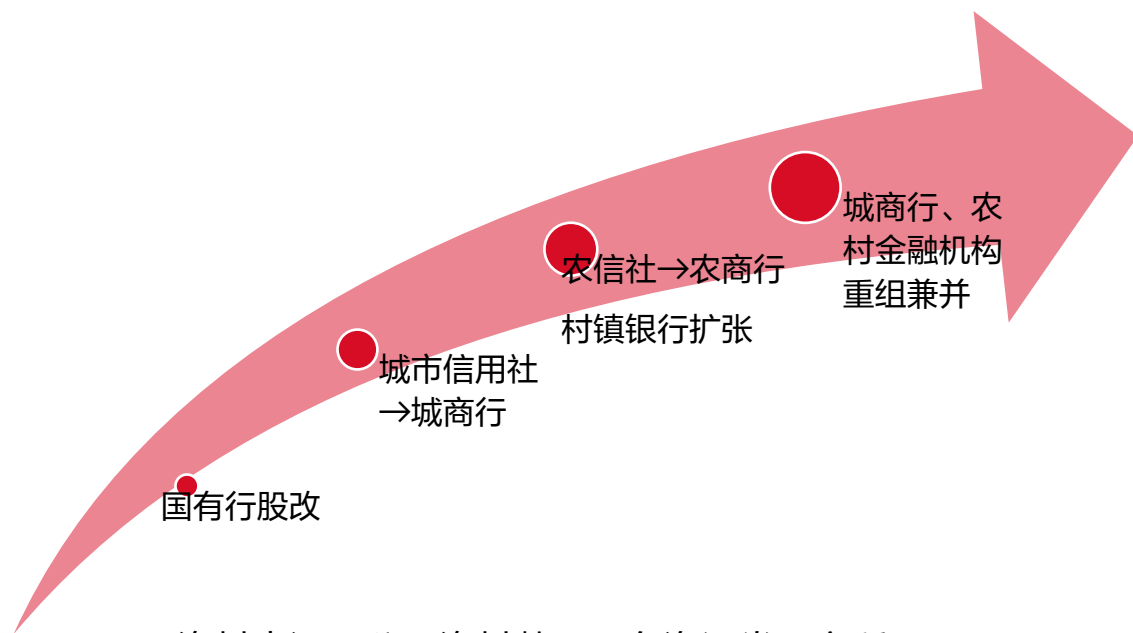 国有行股改
城市信用社
→城商行
农信社→农商行
村镇银行扩张
城商行、农
村金融机构
重组兼并